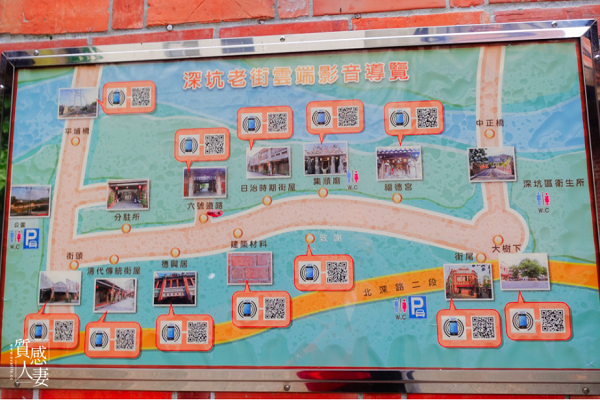 深坑老街雲端影音導覽
平埔橋
中正橋
深坑區衛生所
W.C
分駐所
六號道路
日治時期街屋
集順廟
W.C
福德宮
W.C
公園
W.C
P
街頭
清代傳統街屋
德興居
建築材料
街尾
大樹下
北深路二段
W.C
P
質感人妻